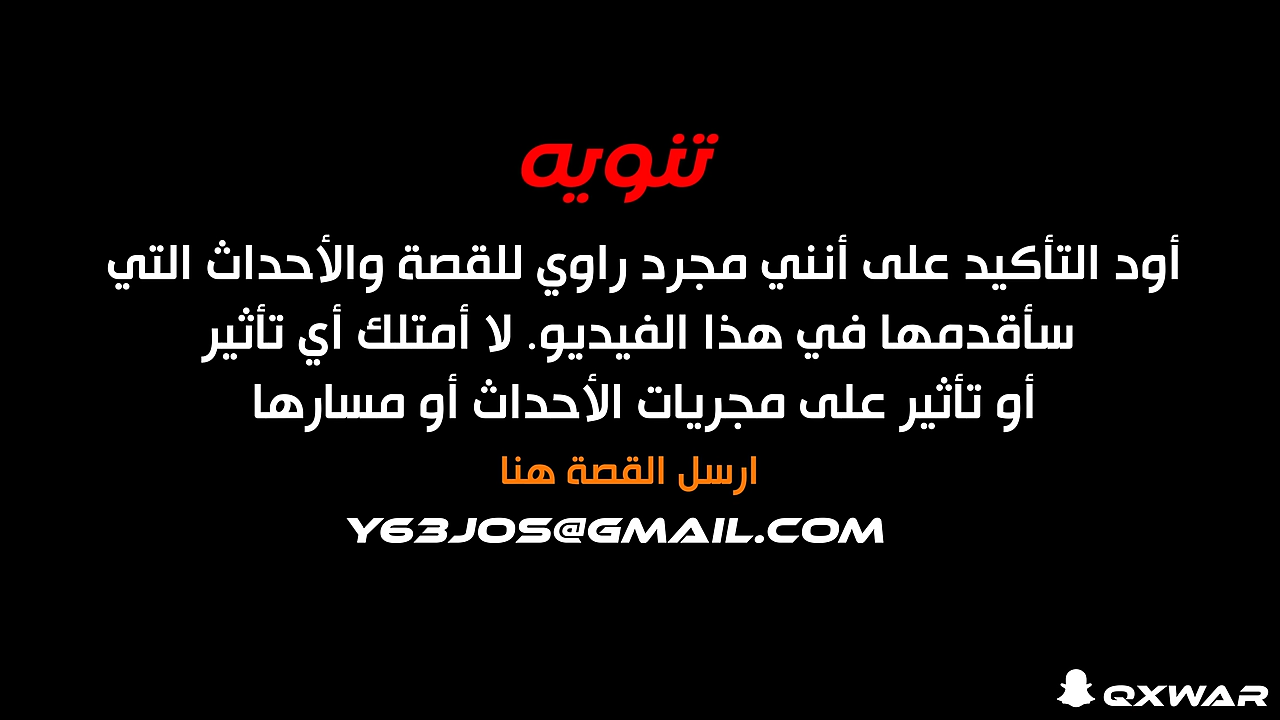 تنويه
أود التأكيد على أنني مجرد راوي للقصة والأحداث التي
سأقدمها في هذا الفيديو. لا أمتلك أي تأثير
أو تأثير على مجريات الأحداث أو مسارها
ارسل القصة هنا
Y63JOS@GMAIL.COM
QXWAR